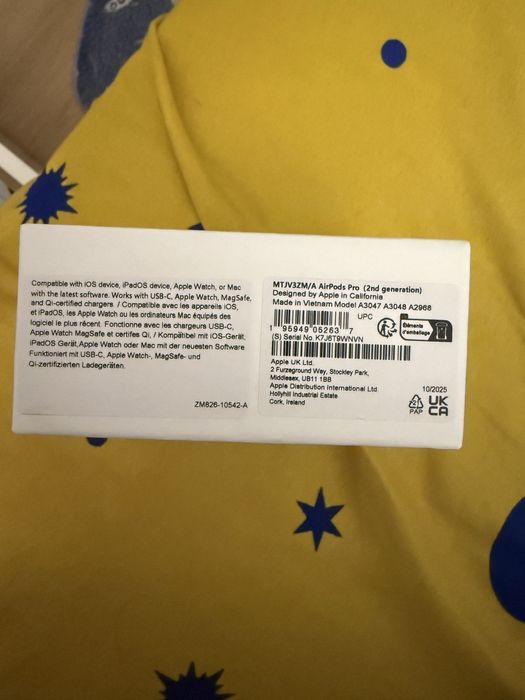 Compatible with iOS device, iPadOS device, Apple Watch, or Mac
with the latest software. Works with USB-C, Apple Watch, MagSafe,
and Qi-certified chargers. / Compatible avec les appareils iOS,
et iPadOS, les Apple Watch ou les ordinateurs Mac équipés des
logiciel le plus récent. Fonctionne avec les chargeurs USB-C,
Apple Watch MagSafe et certifes Qi, / Kompatibel mit iOS-Gerät,
iPadOS Gerät,Apple Watch oder Mac mit der neuesten Software
Funktioniert mit USB-C, Apple Watch-, MagSafe- und
Qi-zertifizierten Ladegeräten.
ZM826-10542-A
MTJV3ZM/A AirPods Pro (2nd generation)
Designed by Apple in California
Made in Vietnam Model A3047 A3048 A2968
UPC
1 95949 05263 7
Éléments
d'emballage
(S) Serial No. K7J6T9WNVN
Apple UK Ltd.
2 Furzeground Way, Stockley Park,
Middlesex, UB11 1BB
Apple Distribution International Ltd.
Hollyhill Industrial Estate
Cork, Ireland
10/2025
21
PAP
UK
CA